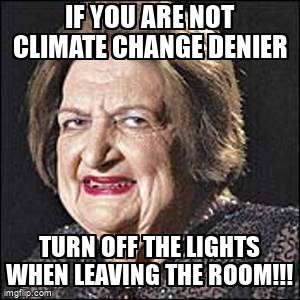 IF YOU ARE NOT
CLIMATE CHANGE DENIER
TURN OFF THE LIGHTS
WHEN LEAVING THE ROOM!!!
imgflip.com